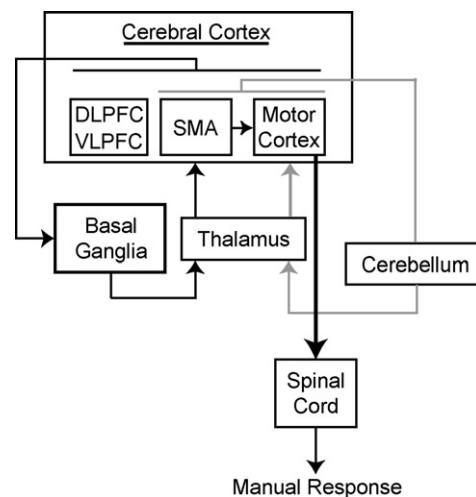 Cerebral Cortex
DLPFC
VLPFC
SMA
Motor
Cortex
Basal
Ganglia
Thalamus
Cerebellum
Spinal
Cord
Manual Response